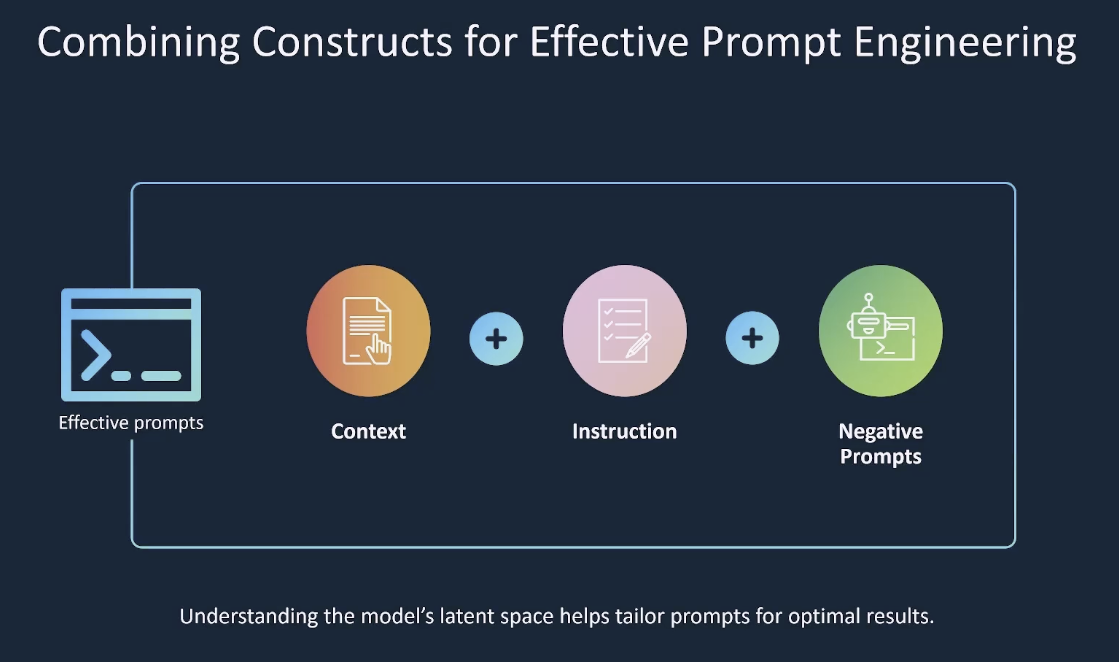 Combining Constructs for Effective Prompt Engineering
Effective prompts
Context
Instruction
Negative
Prompts
Understanding the model’s latent space helps tailor prompts for optimal results.